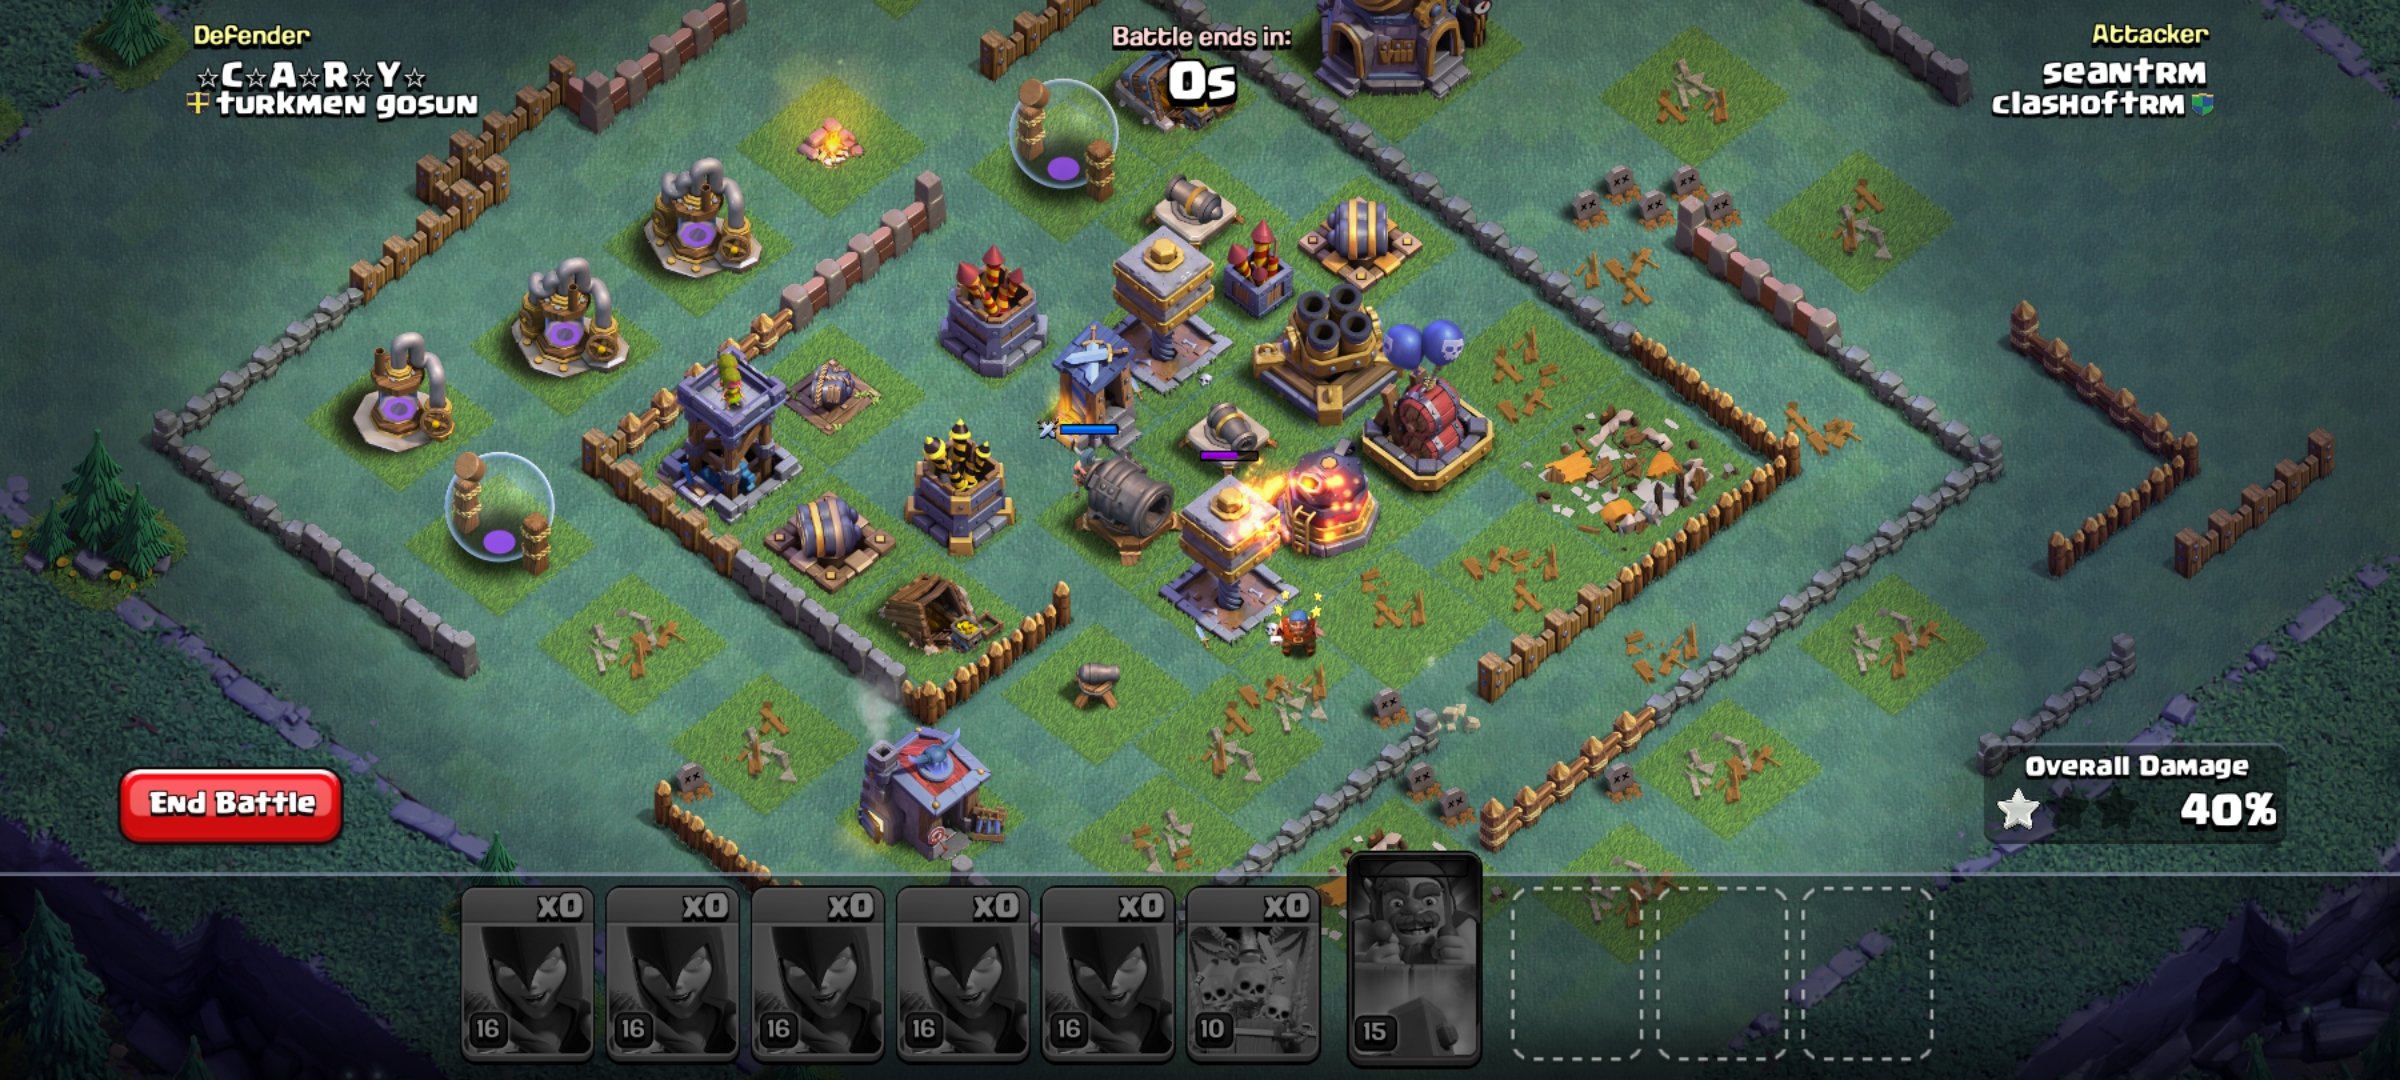 Defender
☆C☆A☆R☆Y☆
turkmen gosun
Battle ends in:
0s
Attacker
seantRM
clashoftRM
End Battle
Overall Damage
40%
x0 x0 x0 x0 x0 x0
16 16 16 16 16 10 15